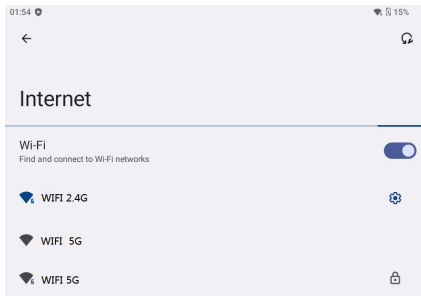 01:54 15%
Internet
Wi-Fi
Find and connect to Wi-Fi networks
WIFI 2.4G
WIFI 5G
WIFI 5G